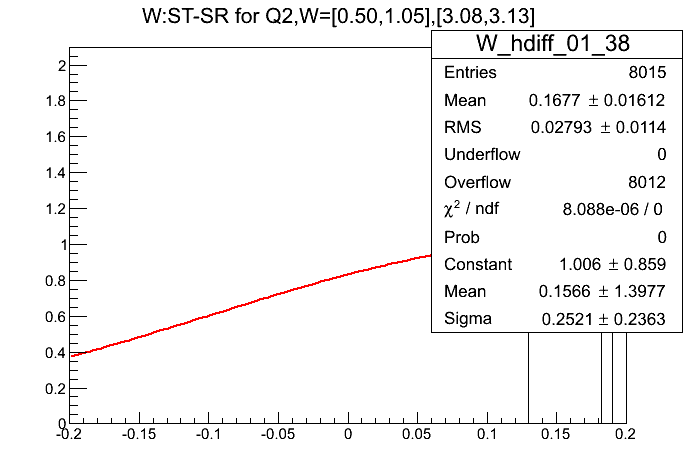 W:ST-SR for Q2,W=[0.50,1.05],[3.08,3.13]
W_hdiff_01_38
Entries 8015
Mean 0.1677 ± 0.01612
RMS 0.02793 ± 0.0114
Underflow 0
Overflow 8012
χ² / ndf 8.088e-06 / 0
Prob 0
Constant 1.006 ± 0.859
Mean 0.1566 ± 1.3977
Sigma 0.2521 ± 0.2363
2
1.8
1.6
1.4
1.2
1
0.8
0.6
0.4
0.2
0
-0.2 -0.15 -0.1 -0.05 0 0.05 0.1 0.15 0.2